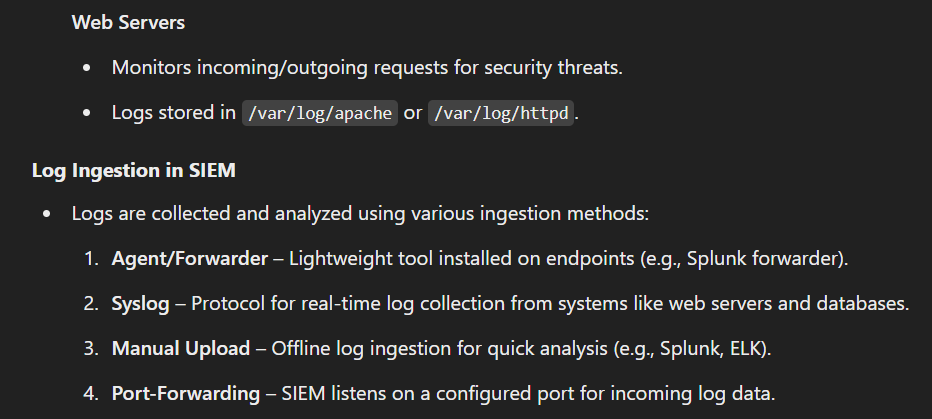 Web Servers
• Monitors incoming/outgoing requests for security threats.
• Logs stored in /var/log/apache or /var/log/httpd.
Log Ingestion in SIEM
• Logs are collected and analyzed using various ingestion methods:
1. Agent/Forwarder – Lightweight tool installed on endpoints (e.g., Splunk forwarder).
2. Syslog – Protocol for real-time log collection from systems like web servers and databases.
3. Manual Upload – Offline log ingestion for quick analysis (e.g., Splunk, ELK).
4. Port-Forwarding – SIEM listens on a configured port for incoming log data.